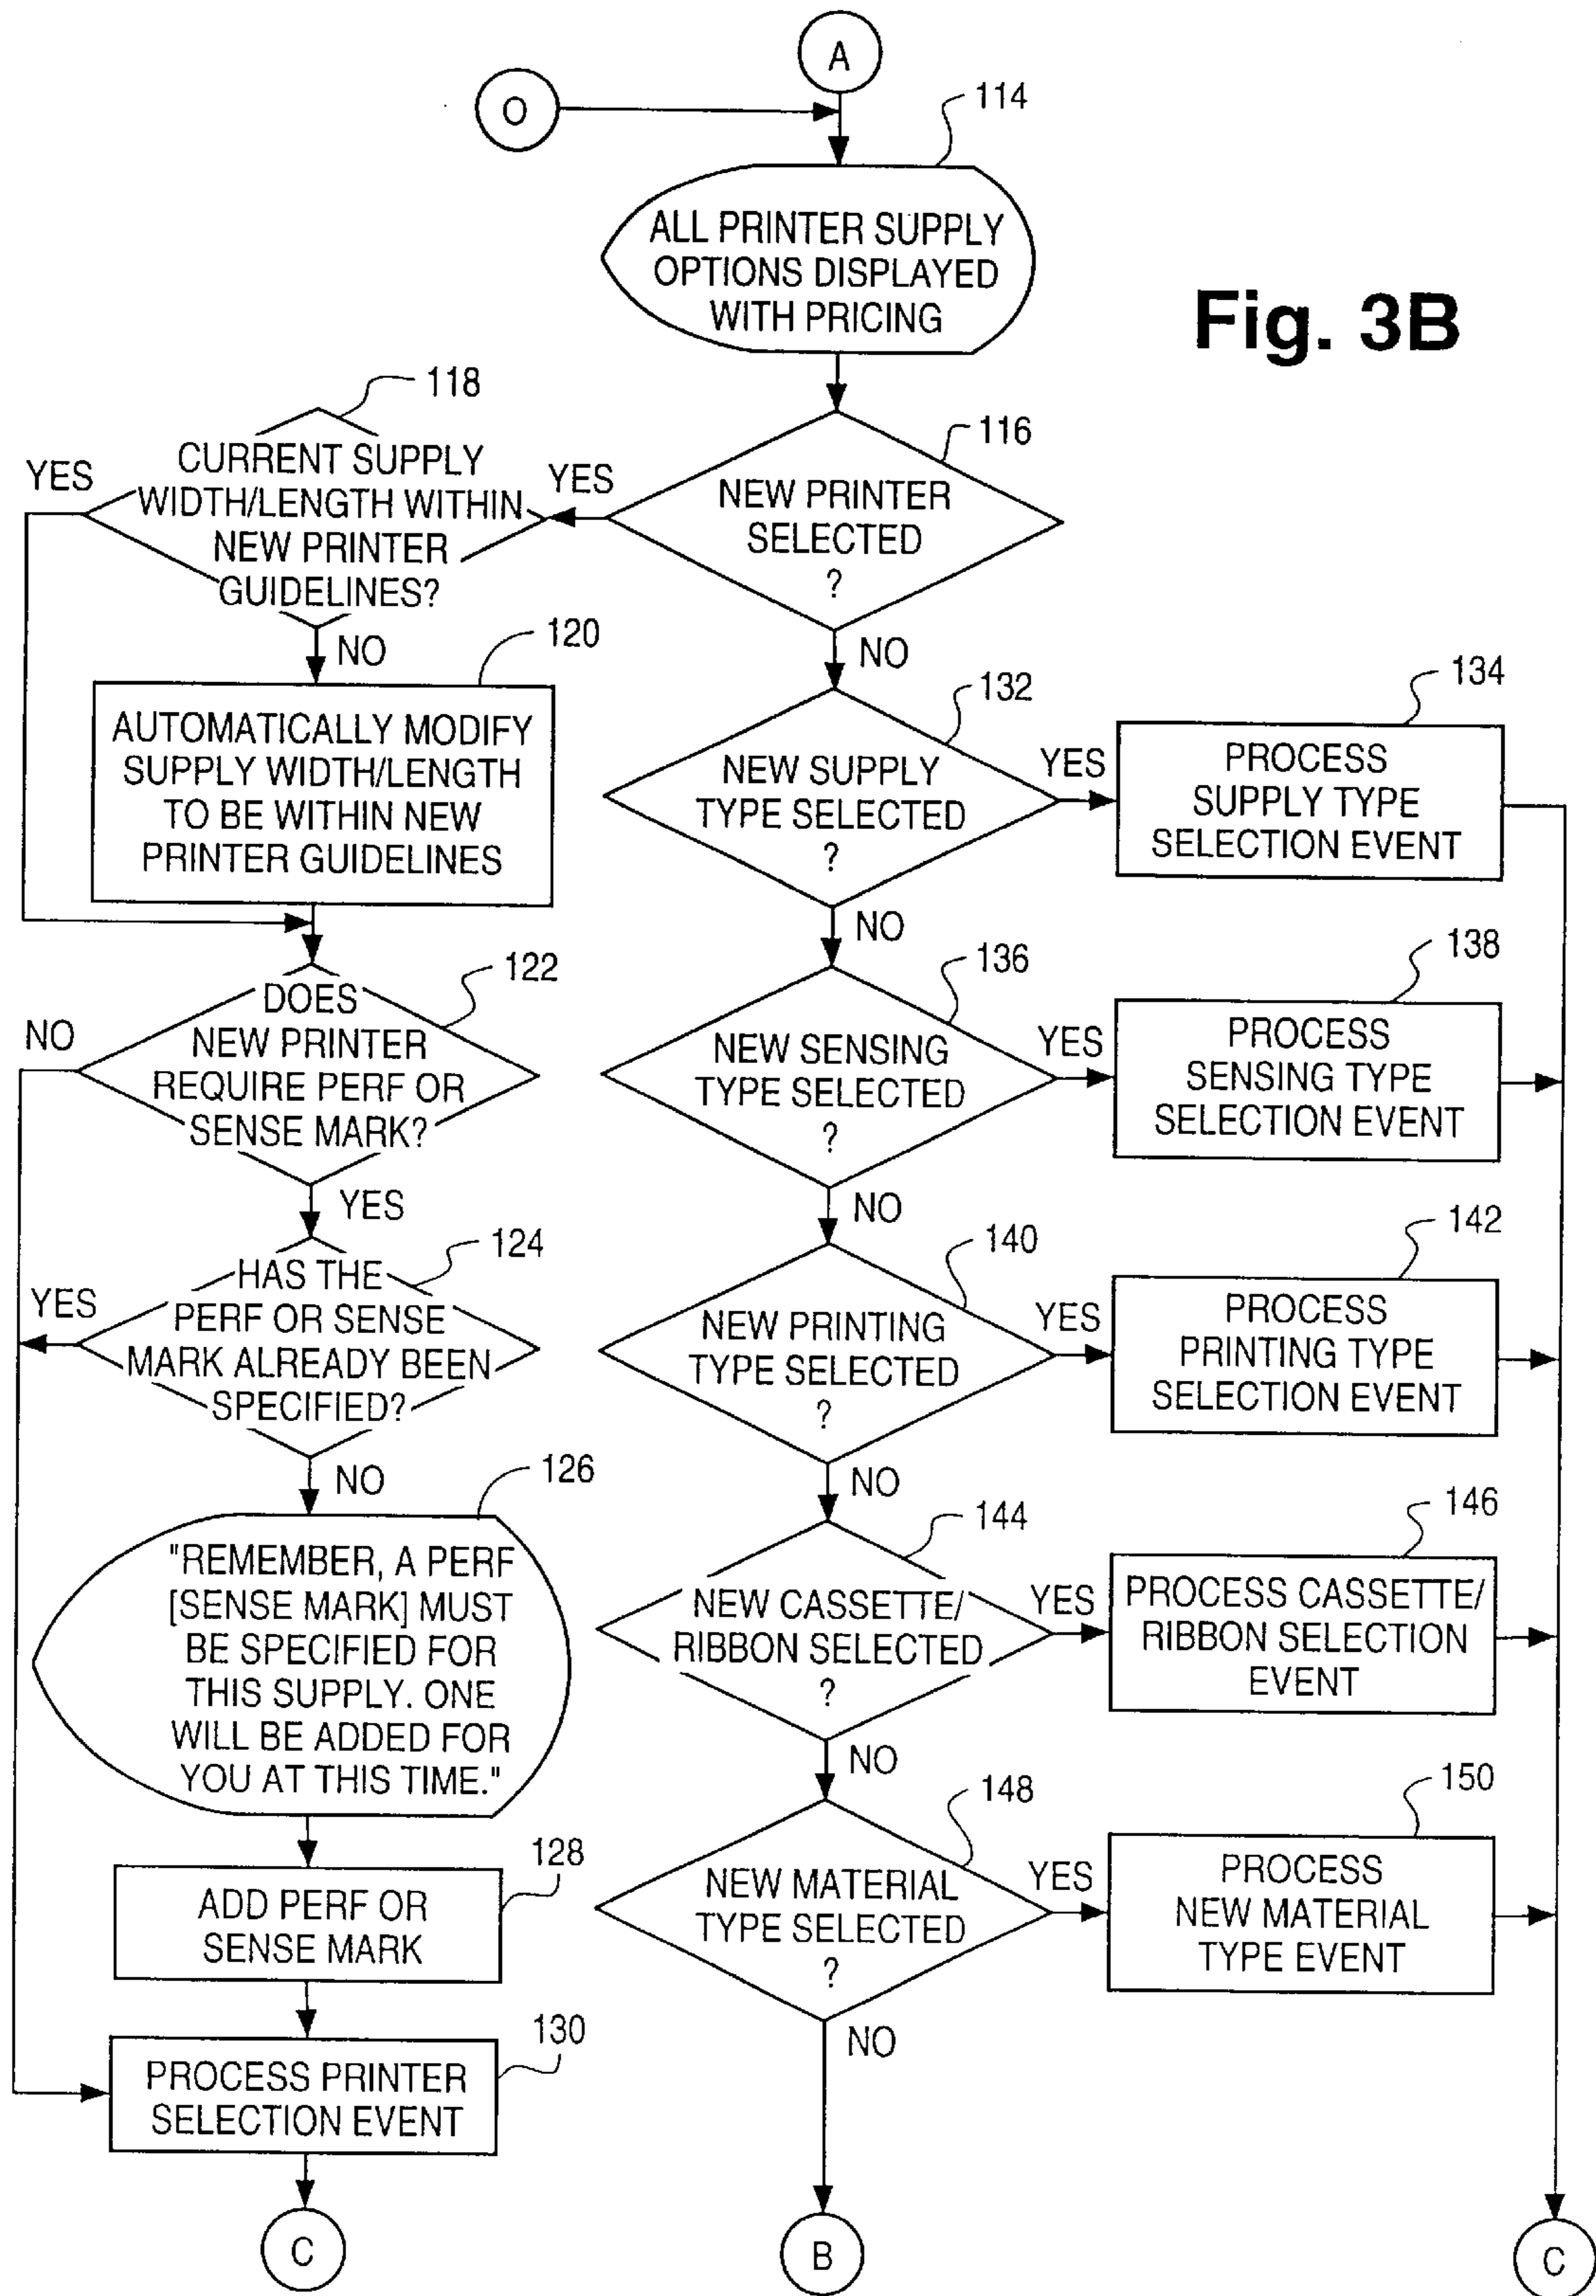 A
O
114
ALL PRINTER SUPPLY
OPTIONS DISPLAYED
WITH PRICING
Fig. 3B
118
CURRENT SUPPLY
WIDTH/LENGTH WITHIN
NEW PRINTER
GUIDELINES?
YES
NO
116
NEW PRINTER
SELECTED
?
YES
NO
120
AUTOMATICALLY MODIFY
SUPPLY WIDTH/LENGTH
TO BE WITHIN NEW
PRINTER GUIDELINES
132
NEW SUPPLY
TYPE SELECTED
?
YES
NO
134
PROCESS
SUPPLY TYPE
SELECTION EVENT
122
DOES
NEW PRINTER
REQUIRE PERF OR
SENSE MARK?
NO
YES
136
NEW SENSING
TYPE SELECTED
?
YES
NO
138
PROCESS
SENSING TYPE
SELECTION EVENT
124
HAS THE
PERF OR SENSE
MARK ALREADY BEEN
SPECIFIED?
YES
NO
140
NEW PRINTING
TYPE SELECTED
?
YES
NO
142
PROCESS
PRINTING TYPE
SELECTION EVENT
126
"REMEMBER, A PERF
[SENSE MARK] MUST
BE SPECIFIED FOR
THIS SUPPLY. ONE
WILL BE ADDED FOR
YOU AT THIS TIME."
144
NEW CASSETTE/
RIBBON SELECTED
?
YES
NO
146
PROCESS CASSETTE/
RIBBON SELECTION
EVENT
128
ADD PERF OR
SENSE MARK
148
NEW MATERIAL
TYPE SELECTED
?
YES
NO
150
PROCESS
NEW MATERIAL
TYPE EVENT
130
PROCESS PRINTER
SELECTION EVENT
C
B
C